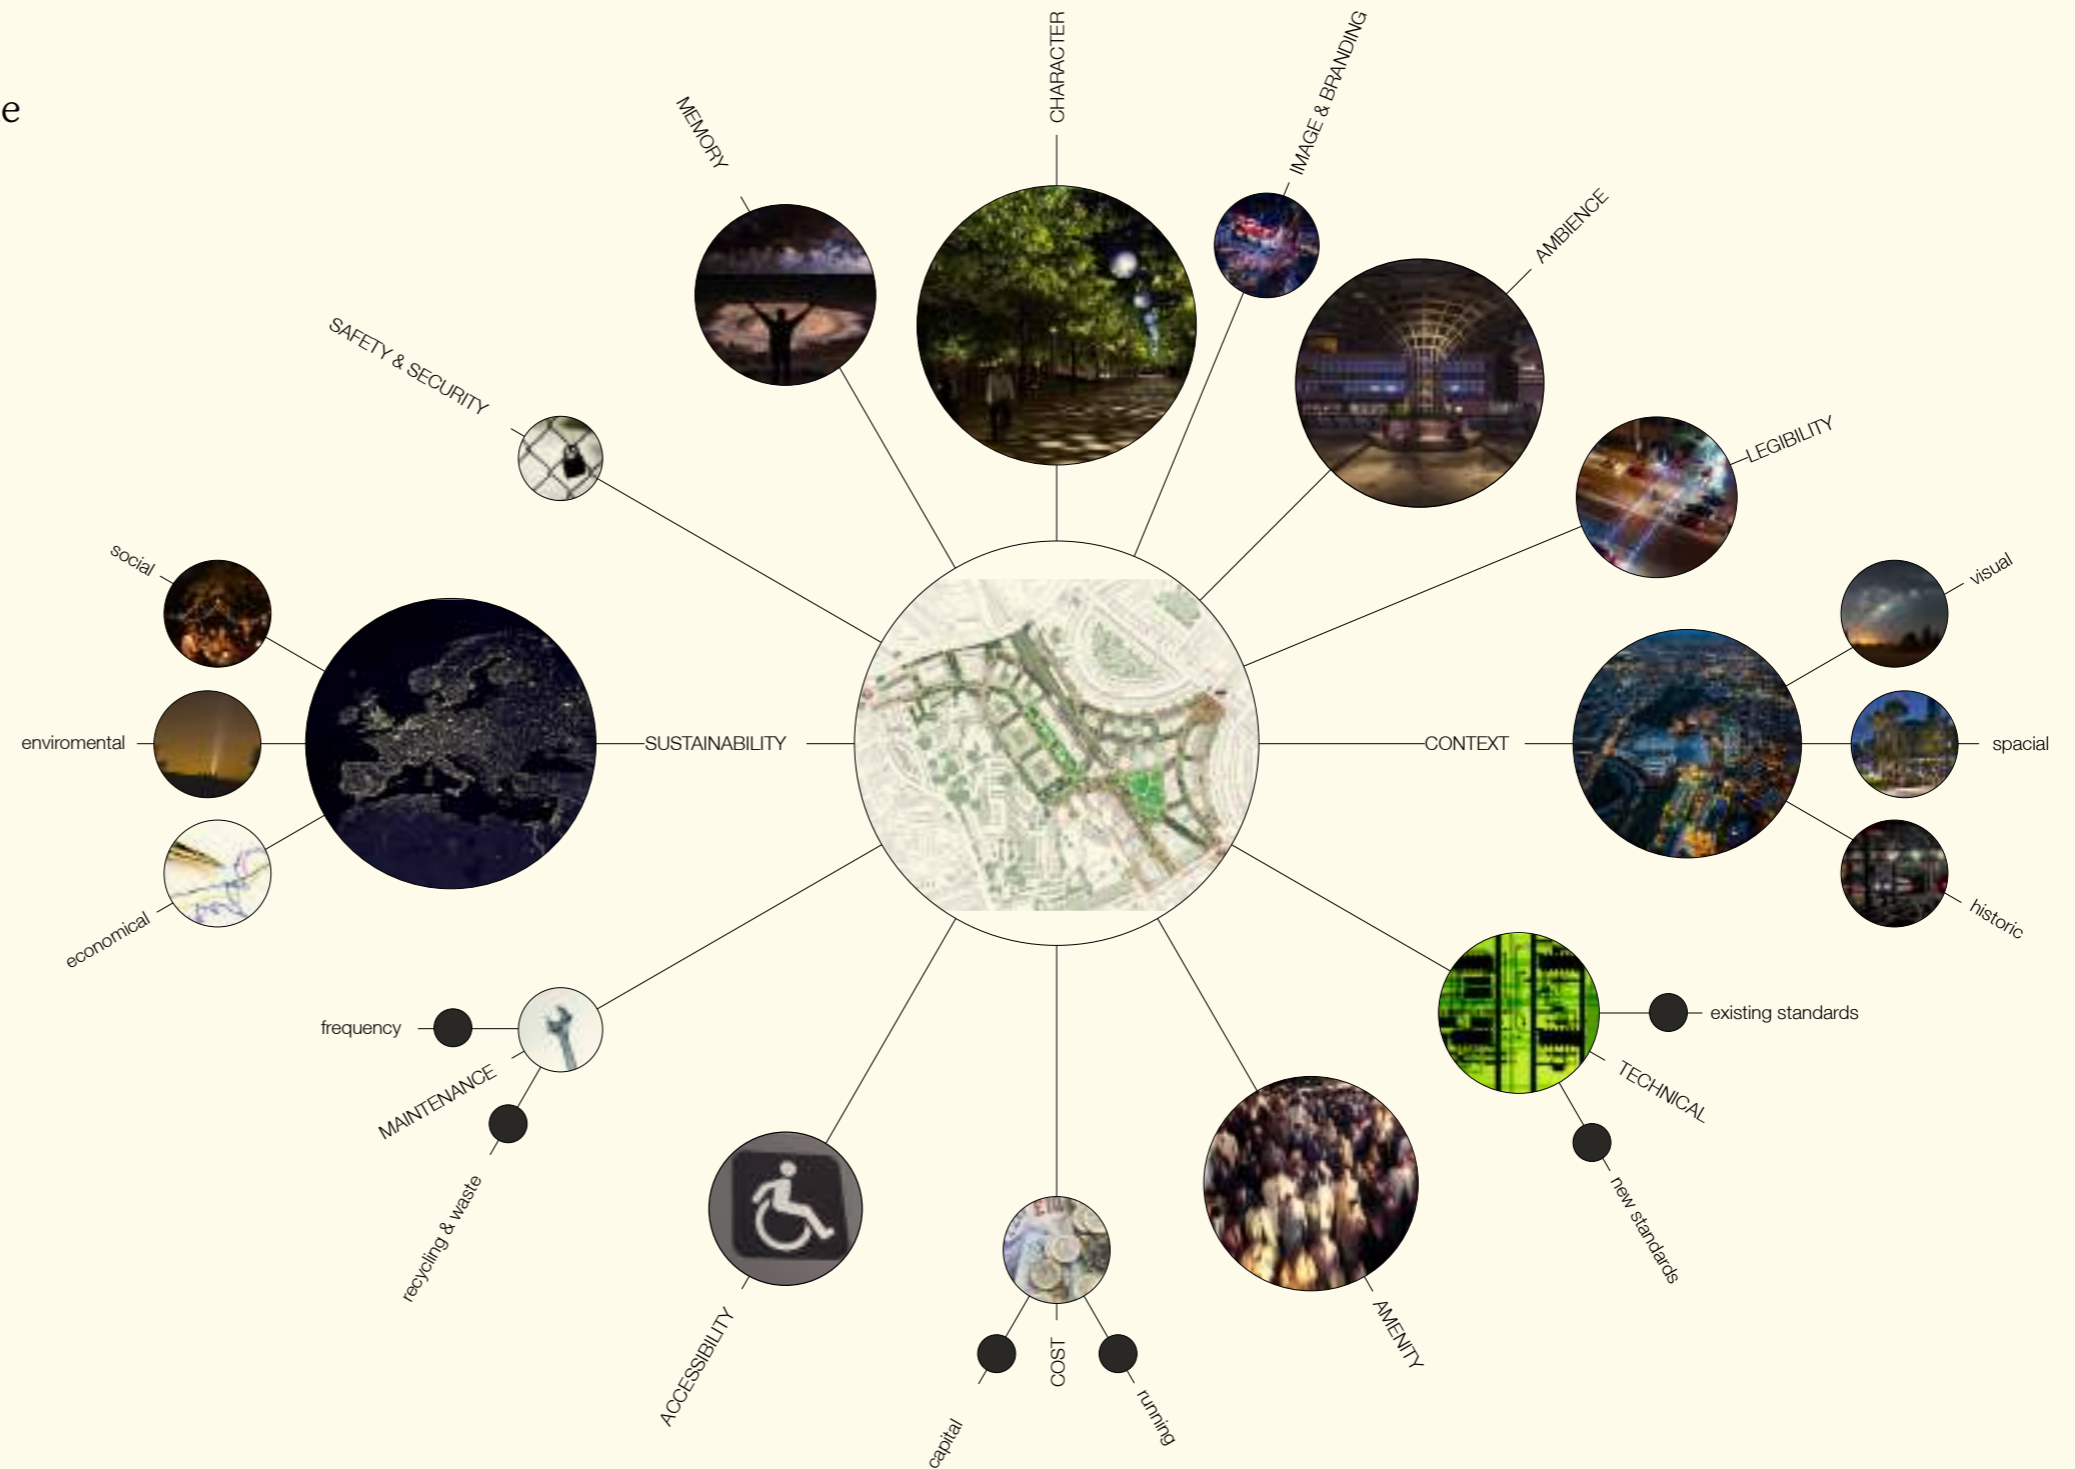 e
CHARACTER
IMAGE & BRANDING
MEMORY
AMBIENCE
SAFETY & SECURITY
LEGIBILITY
social
visual
enviromental
SUSTAINABILITY
CONTEXT
spacial
economical
historic
frequency
existing standards
MAINTENANCE
TECHNICAL
recycling & waste
new standards
ACCESSIBILITY
COST
AMENITY
capital
running